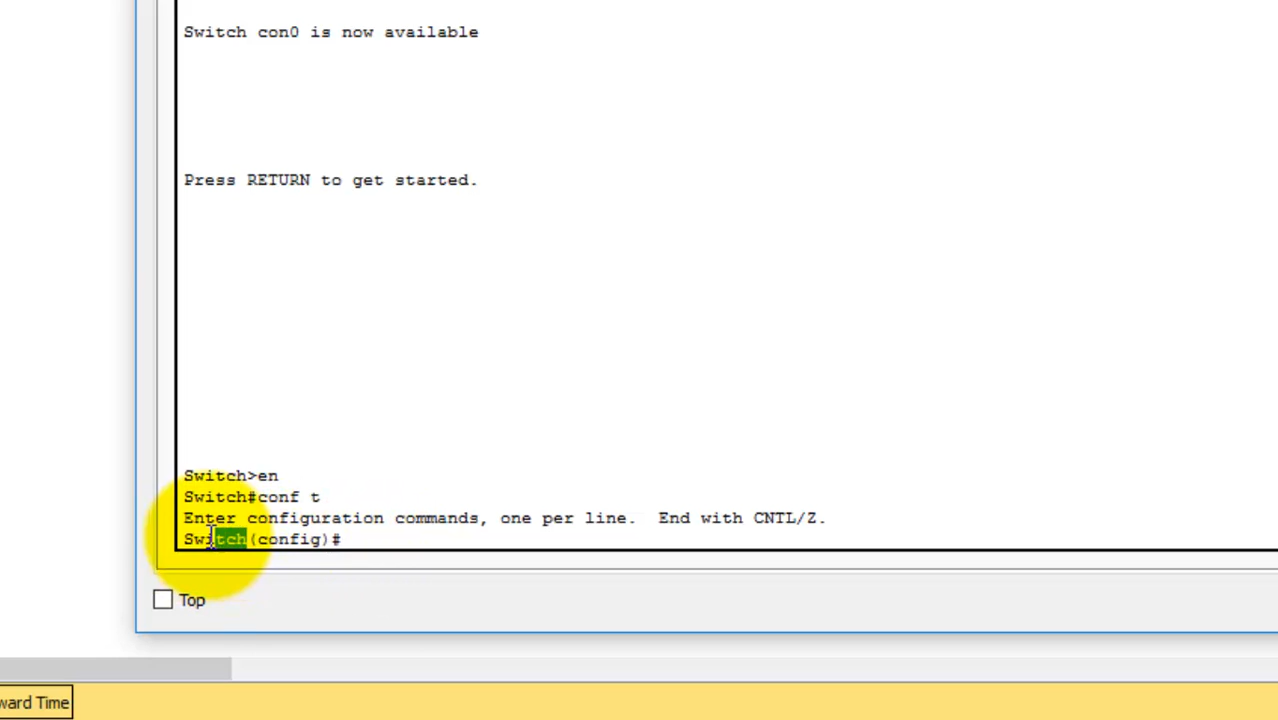 Switch con0 is now available
Press RETURN to get started.
Switch>en
Switch#conf t
Enter configuration commands, one per line.  End with CNTL/Z.
Switch(config)#
Top
ward Time